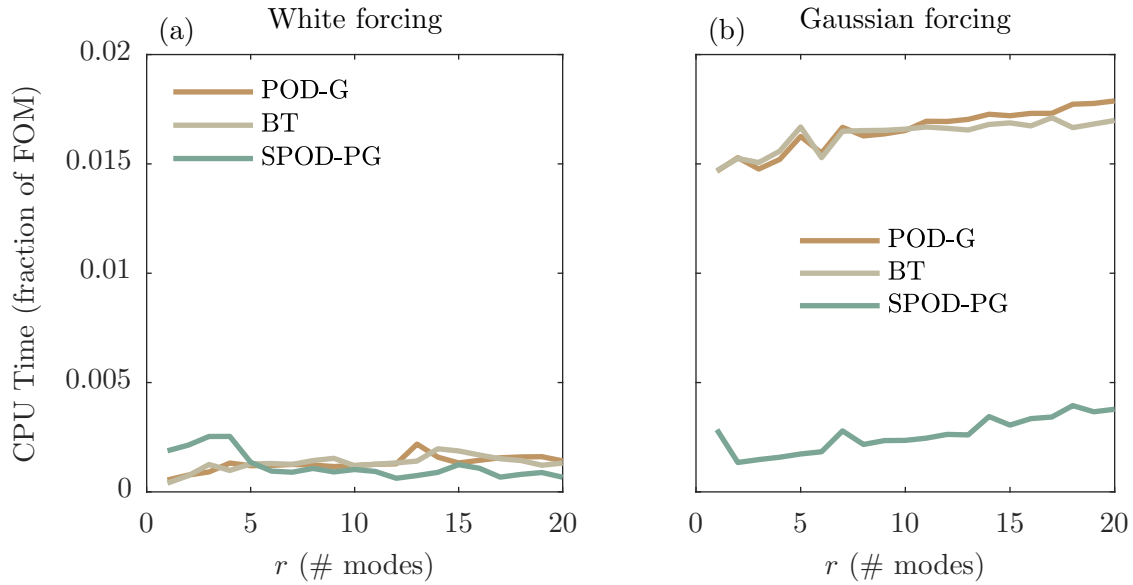 White forcing
Gaussian forcing
(a)
(b)
CPU Time (fraction of FOM)
0.02
0.015
0.01
0.005
0
POD-G
BT
SPOD-PG
0 5 10 15 20
r (# modes)
POD-G
BT
SPOD-PG
0 5 10 15 20
r (# modes)